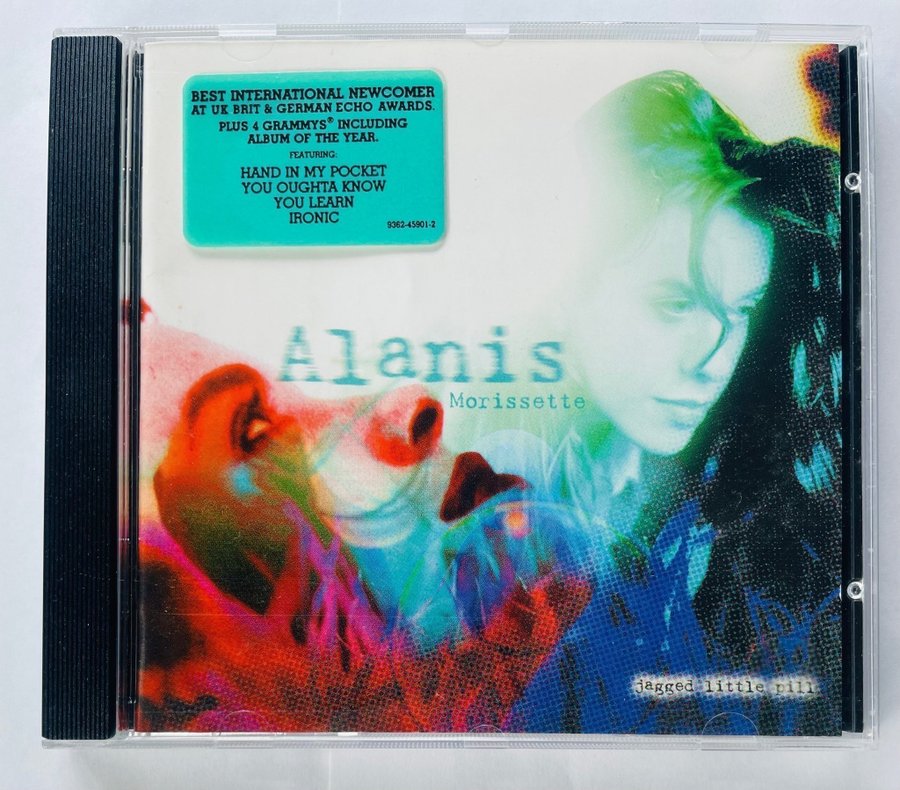 BEST INTERNATIONAL NEWCOMER
AT UK BRIT & GERMAN ECHO AWARDS.
PLUS 4 GRAMMYS® INCLUDING
ALBUM OF THE YEAR.
FEATURING:
HAND IN MY POCKET
YOU OUGHTA KNOW
YOU LEARN
IRONIC
9362-45901-2
Alanis
Morissette
jagged little pill